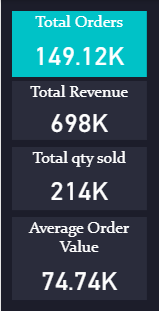 Total Orders
149.12K
Total Revenue
698K
Total qty sold
214K
Average Order
Value
74.74K